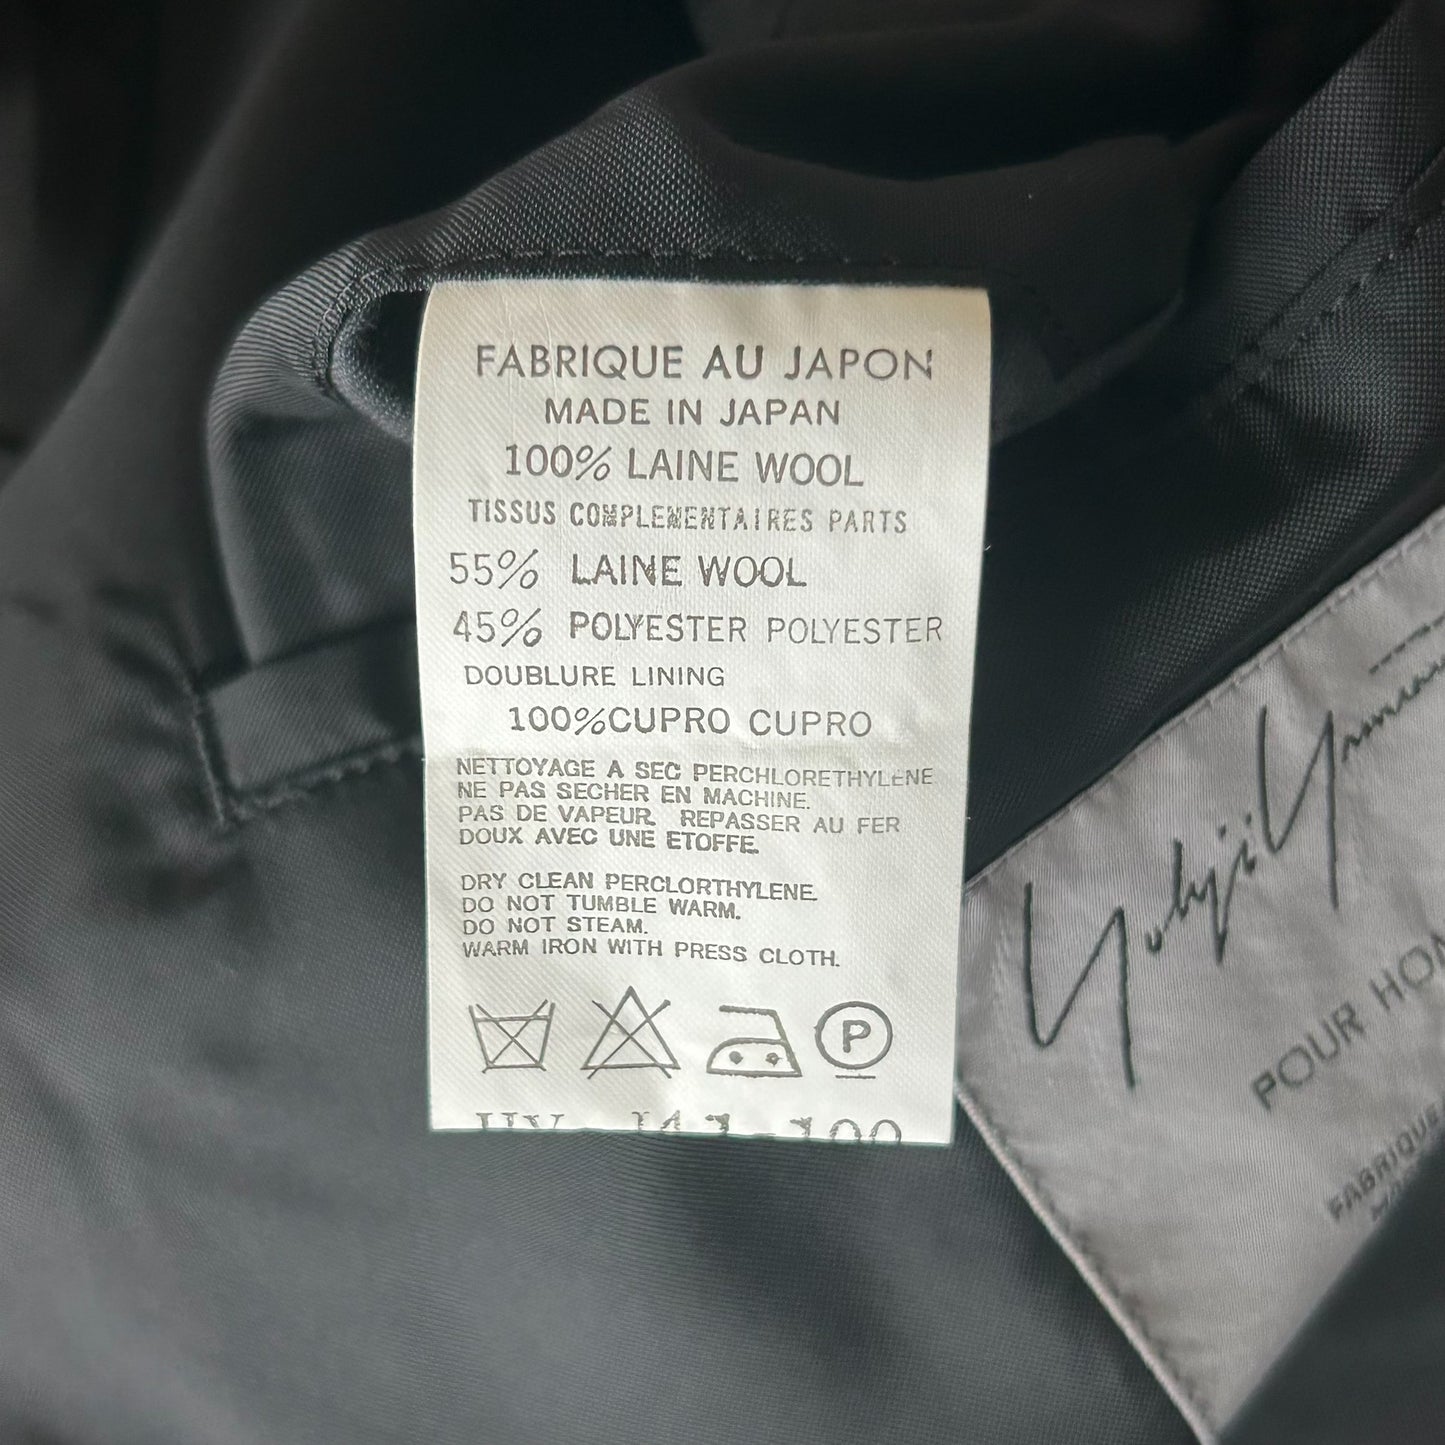 FABRIQUE AU JAPON
MADE IN JAPAN
100% LAINE WOOL
TISSUS COMPLEMENTAIRES PARTS
55% LAINE WOOL
45% POLYESTER POLYESTER
DOUBLURE LINING
100%CUPRO CUPRO
NETTOYAGE A SEC PERCHLORETHYLENE
NE PAS SECHER EN MACHINE.
PAS DE VAPEUR. REPASSER AU FER
DOUX AVEC UNE ETOFFE.
DRY CLEAN PERCLORTHYLENE.
DO NOT TUMBLE WARM.
DO NOT STEAM.
WARM IRON WITH PRESS CLOTH.
P
Yohji Yamam
POUR HOM
FABRIQUE